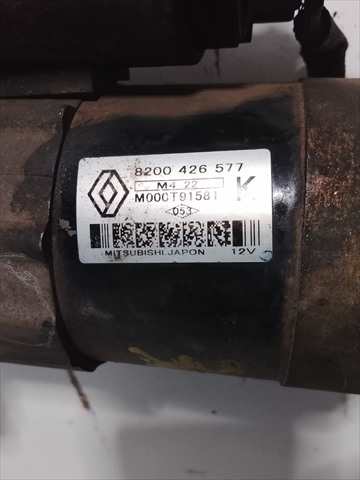 8200 426 577
M4 22
M000T91581 K
053
MITSUBISHI.JAPON 12V